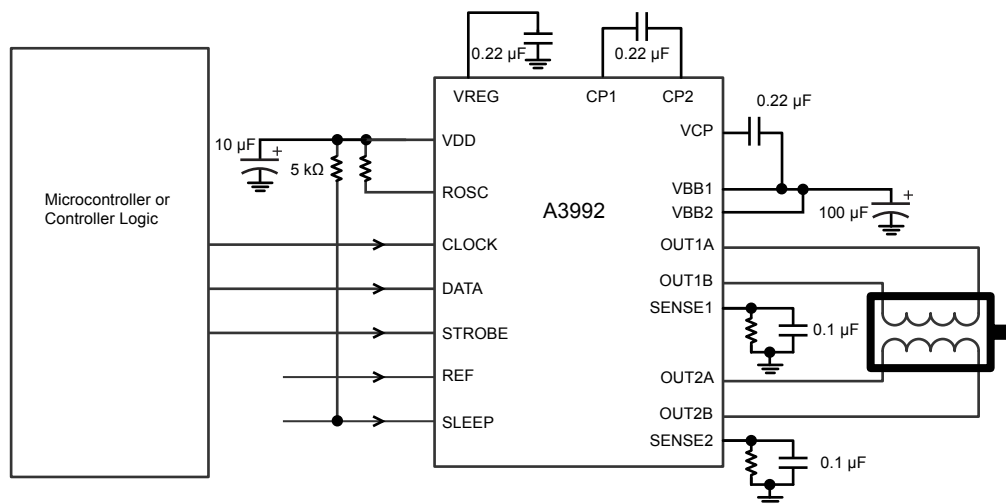 0.22 µF
0.22 µF
VREG
CP1
CP2
0.22 µF
VCP
10 µF
+
VDD
5 kΩ
ROSC
Microcontroller or
Controller Logic
A3992
VBB1
VBB2
+
100 µF
CLOCK
OUT1A
DATA
OUT1B
SENSE1
STROBE
0.1 µF
REF
OUT2A
SLEEP
OUT2B
SENSE2
0.1 µF